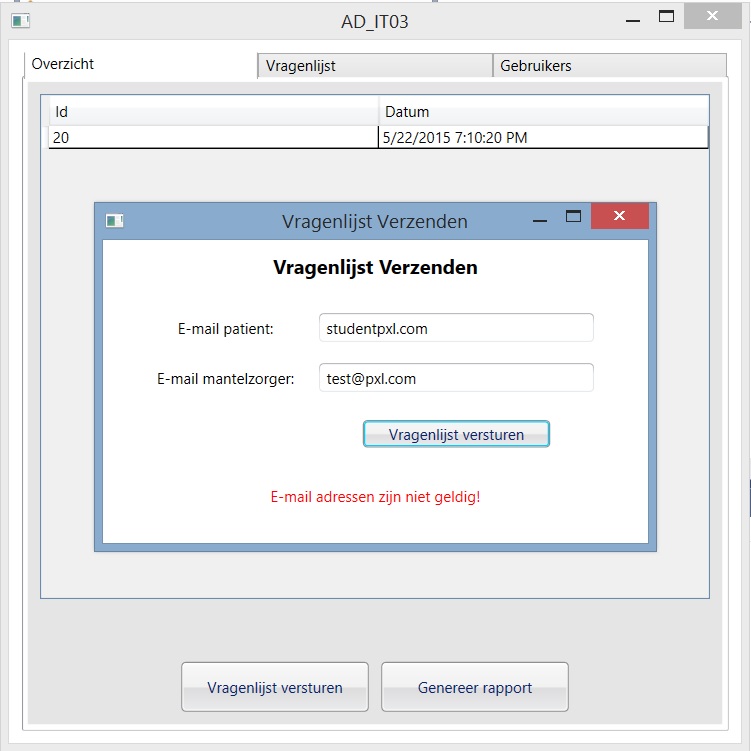 AD_IT03
Overzicht Vragenlijst Gebruikers
Id Datum
20 5/22/2015 7:10:20 PM
Vragenlijst Verzenden
Vragenlijst Verzenden
E-mail patient: studentpxl.com
E-mail mantelzorger: test@pxl.com
Vragenlijst versturen
E-mail adressen zijn niet geldig!
Vragenlijst versturen Genereer rapport